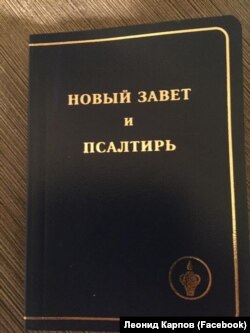 НОВЫЙ ЗАВЕТ
и
ПСАЛТИРЬ
Леонид Карпов (Facebook)